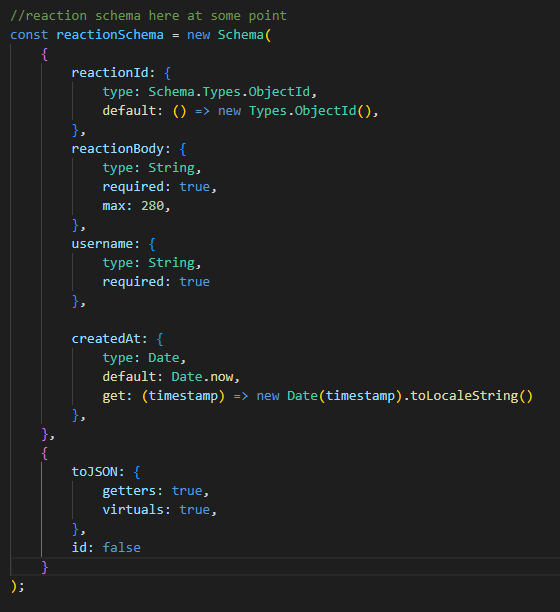 //reaction schema here at some point
const reactionSchema = new Schema(
    {
        reactionId: {
            type: Schema.Types.ObjectId,
            default: () => new Types.ObjectId(),
        },
        reactionBody: {
            type: String,
            required: true,
            max: 280,
        },
        username: {
            type: String,
            required: true
        },

        createdAt: {
            type: Date,
            default: Date.now,
            get: (timestamp) => new Date(timestamp).toLocaleString()
        },
    },
    {
        toJSON: {
            getters: true,
            virtuals: true,
        },
        id: false
    }
);